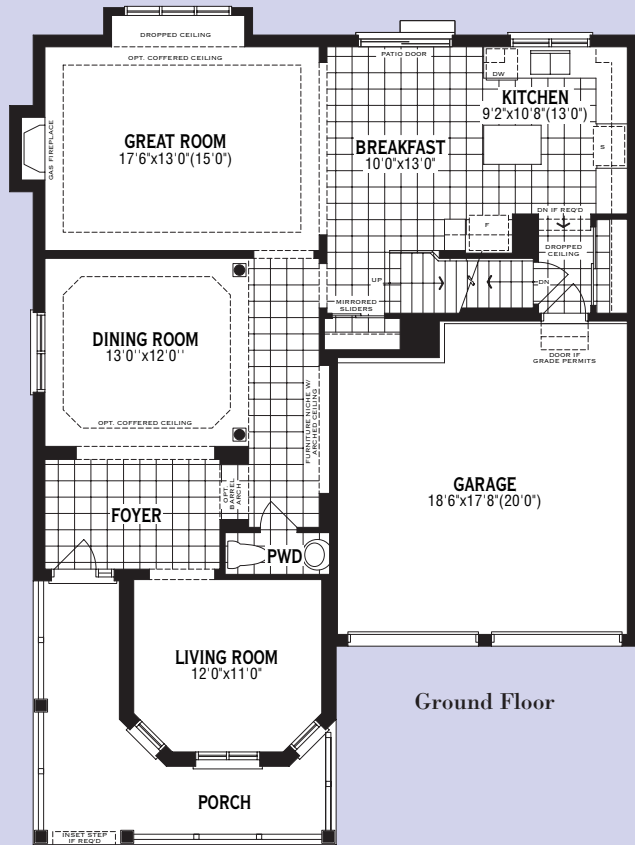 DROPPED CEILING
OPT. COFFERED CEILING
PATIO DOOR
DW
KITCHEN
9'2"x10'8"(13'0")
GREAT ROOM
17'6"x13'0"(15'0")
GAS FIREPLACE
BREAKFAST
10'0"x13'0"
S
DN IF REQ'D
F
DROPPED
CEILING
UP
DN
MIRRORED
SLIDERS
DINING ROOM
13'0"x12'0"
DOOR IF
GRADE PERMITS
OPT. COFFERED CEILING
FURNITURE NICHE W/
ARCHED CEILING
GARAGE
18'6"x17'8"(20'0")
OPT.
BARREL
ARCH
FOYER
PWD
LIVING ROOM
12'0"x11'0"
Ground Floor
PORCH
INSET STEP
IF REQ'D